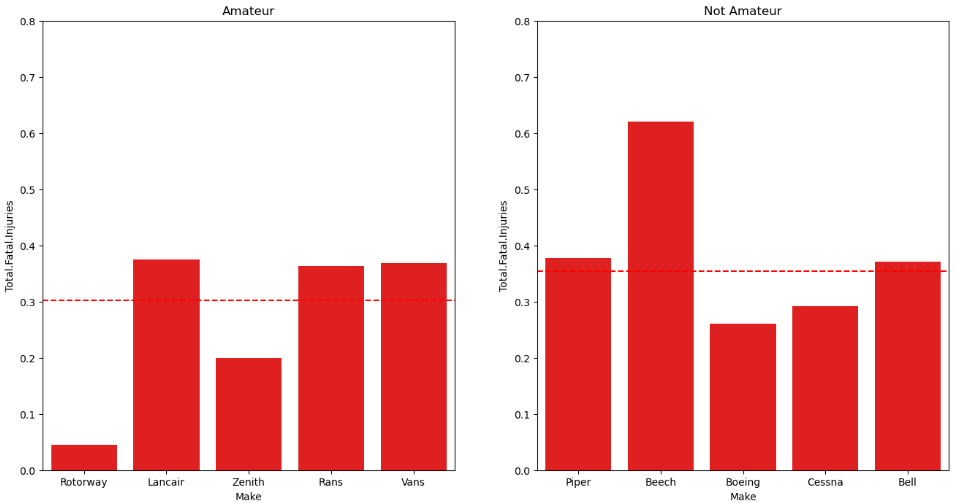 Amateur
0.8
0.7
0.6
0.5
0.4
0.3
0.2
0.1
0.0
Total.Fatal.Injuries
Rotorway Lancair Zenith Rans Vans
Make
Not Amateur
0.8
0.7
0.6
0.5
0.4
0.3
0.2
0.1
0.0
Total.Fatal.Injuries
Piper Beech Boeing Cessna Bell
Make